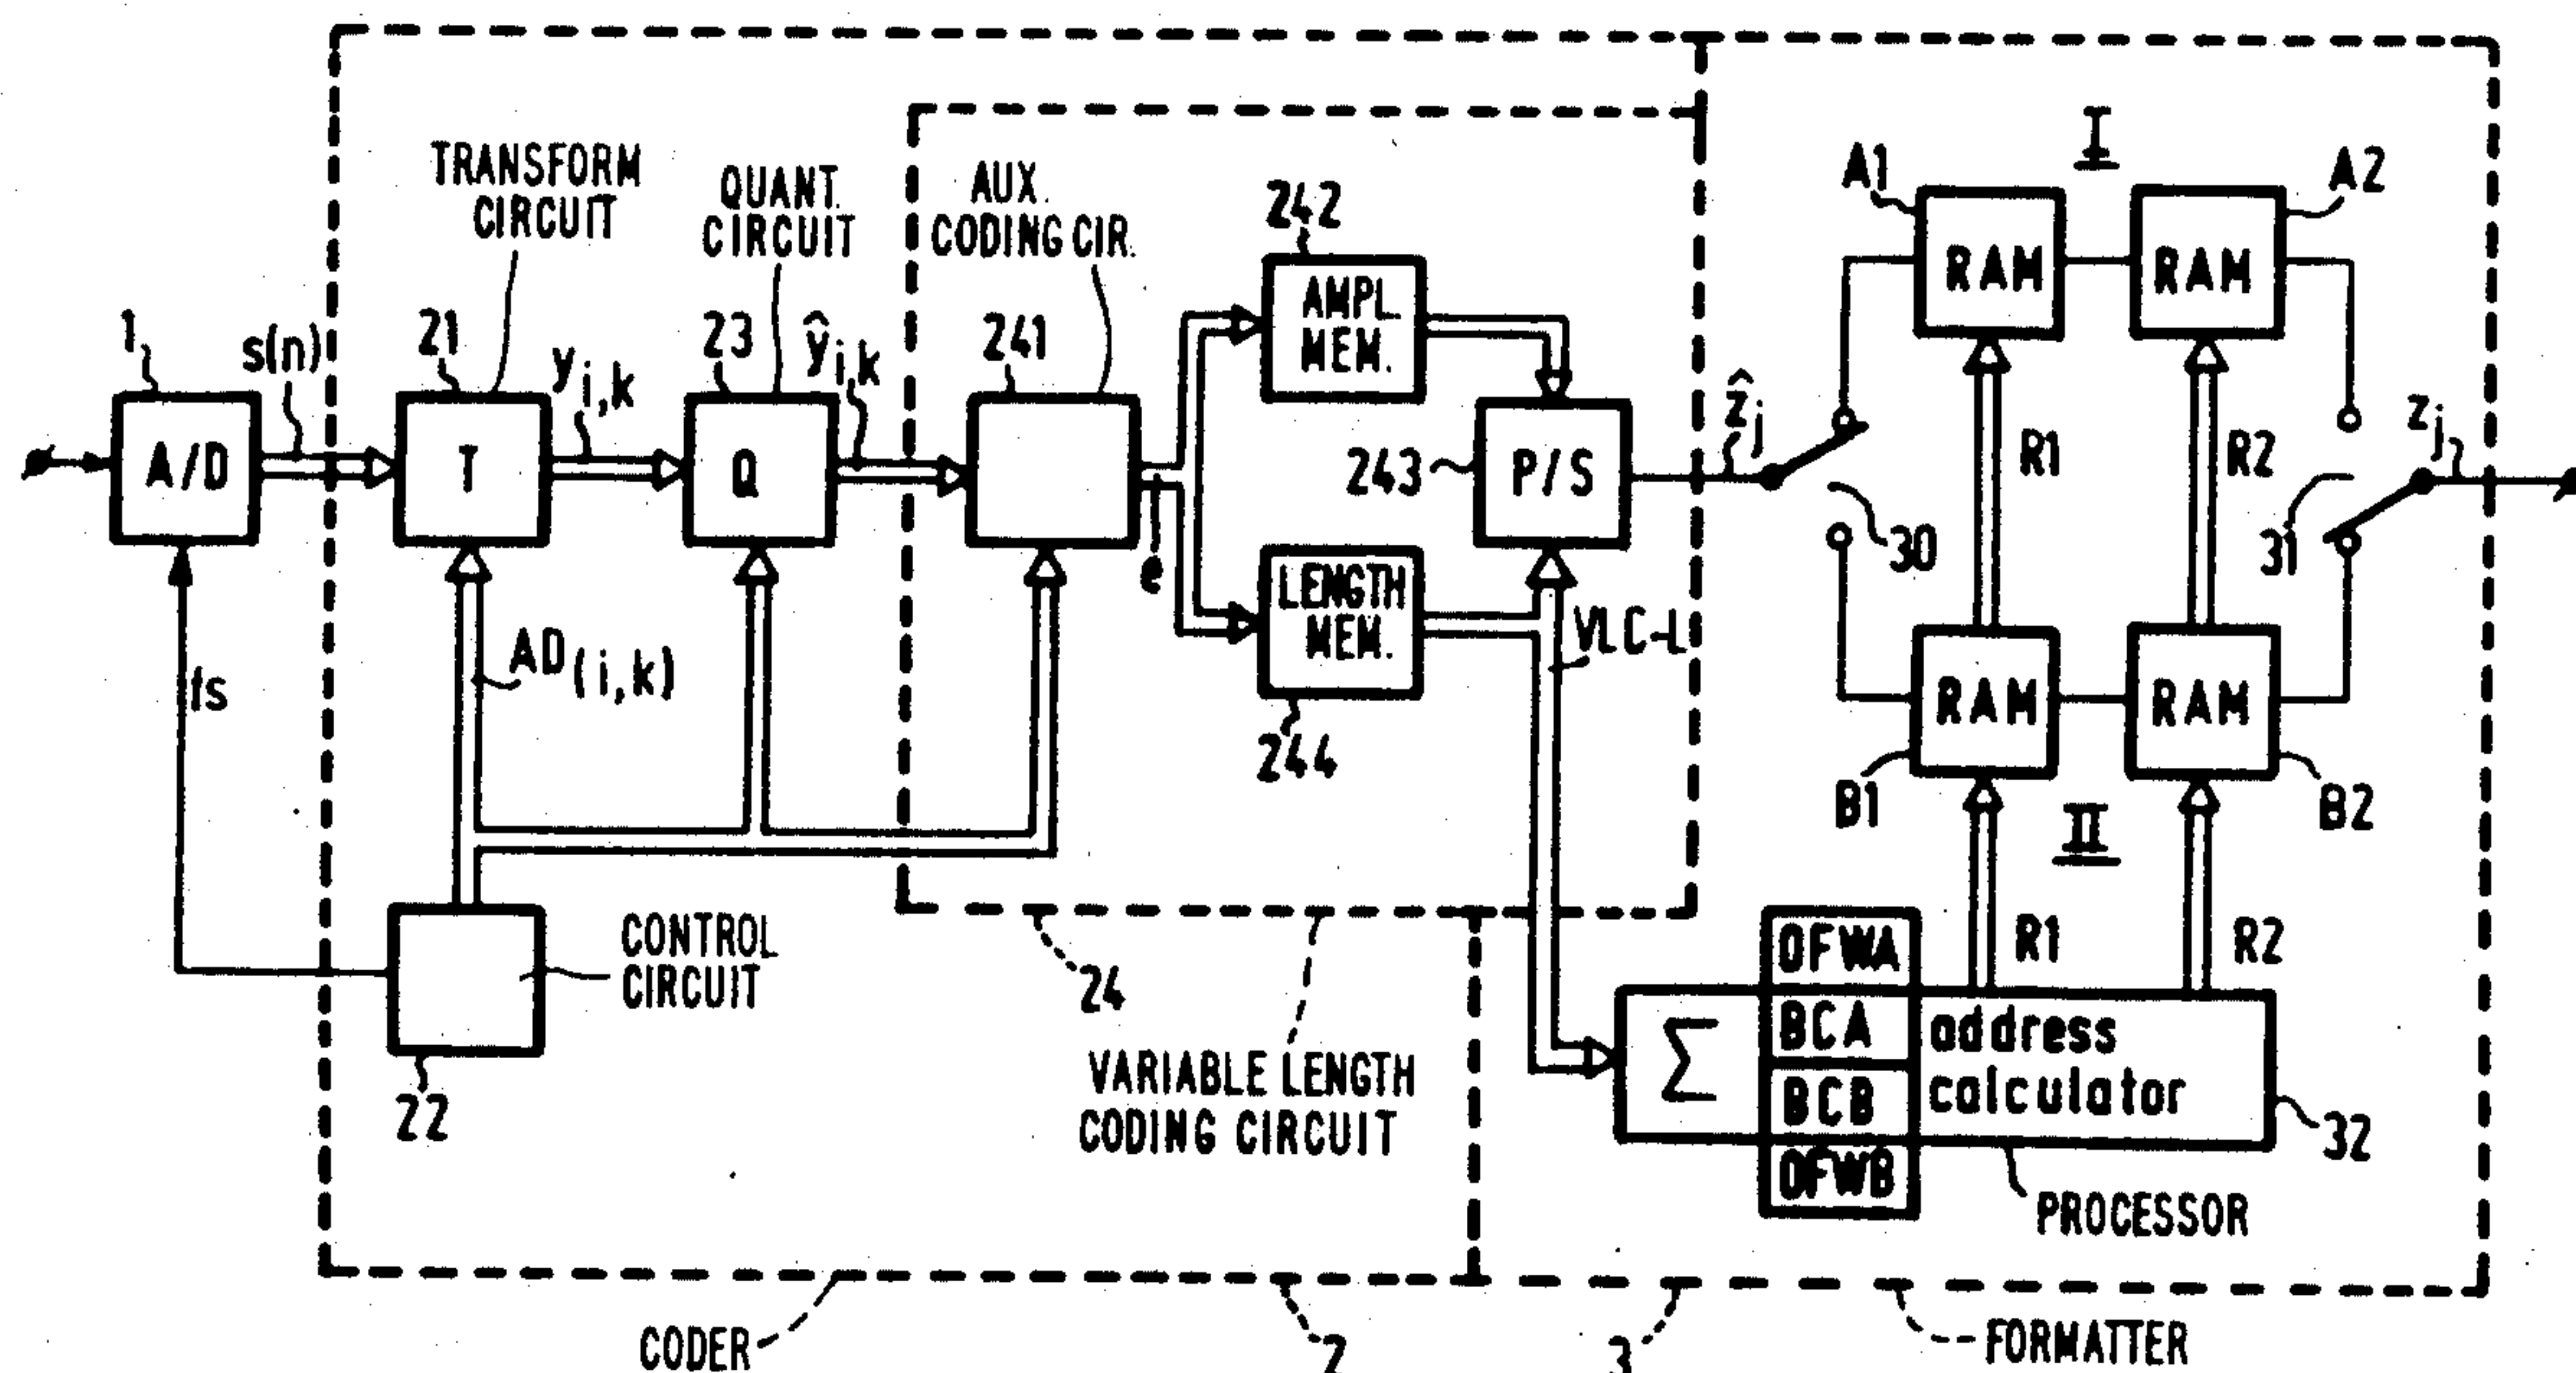 I
A1
A2
TRANSFORM
CIRCUIT
QUANT.
CIRCUIT
AUX.
CODING CIR.
242
RAM
RAM
1
s(n)
21
yi,k
23
ŷi,k
241
AMPL.
MEM.
A/D
T
Q
243
P/S
ẑj
R1
R2
zj
30
31
e
LENGTH
MEM.
VLC-L
fs
AD(i,k)
244
RAM
RAM
B1
II
B2
CONTROL
CIRCUIT
22
24
VARIABLE LENGTH
CODING CIRCUIT
OFWA
R1
R2
Σ
BCA
BCB
address
calculator
OFWB
32
PROCESSOR
CODER
2
3
FORMATTER